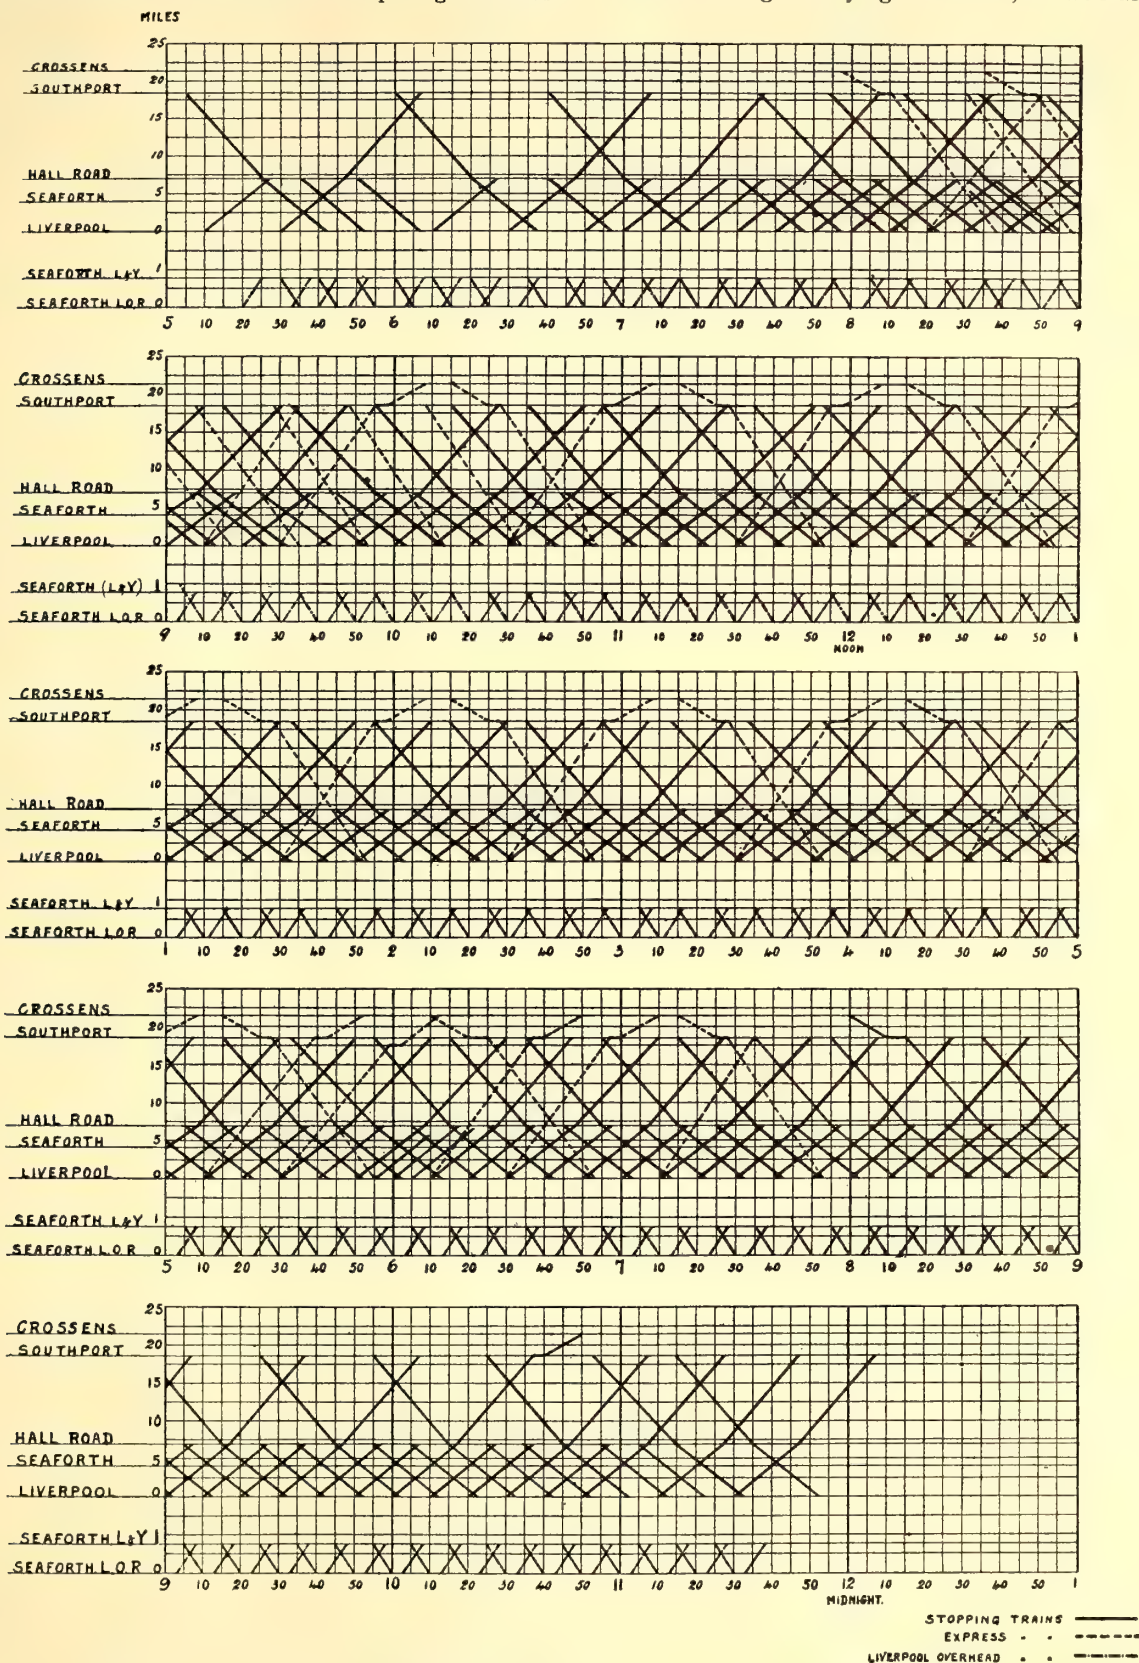 MILES
25
CROSSENS
20
SOUTHPORT
15
10
HALL ROAD
SEAFORTH 5
LIVERPOOL 0
SEAFORTH L&Y 1
SEAFORTH L.O.R 0
5 10 20 30 40 50 6 10 20 30 40 50 7 10 20 30 40 50 8 10 20 30 40 50 9
25
CROSSENS
20
SOUTHPORT
15
10
HALL ROAD
SEAFORTH 5
LIVERPOOL 0
SEAFORTH (L&Y) 1
SEAFORTH L.O.R 0
9 10 20 30 40 50 10 10 20 30 40 50 11 10 20 30 40 50 12 10 20 30 40 50 1
NOON
25
CROSSENS
20
SOUTHPORT
15
10
HALL ROAD
SEAFORTH 5
LIVERPOOL 0
SEAFORTH L&Y 1
SEAFORTH L.O.R 0
1 10 20 30 40 50 2 10 20 30 40 50 3 10 20 30 40 50 4 10 20 30 40 50 5
25
CROSSENS
20
SOUTHPORT
15
10
HALL ROAD
SEAFORTH 5
LIVERPOOL 0
SEAFORTH L&Y 1
SEAFORTH L.O.R 0
5 10 20 30 40 50 6 10 20 30 40 50 7 10 20 30 40 50 8 10 20 30 40 50 9
25
CROSSENS
20
SOUTHPORT
15
10
HALL ROAD
SEAFORTH 5
LIVERPOOL 0
SEAFORTH L&Y 1
SEAFORTH L.O.R 0
9 10 20 30 40 50 10 10 20 30 40 50 11 10 20 30 40 50 12 10 20 30 40 50 1
MIDNIGHT.
STOPPING TRAINS
EXPRESS " "
LIVERPOOL OVERHEAD " "